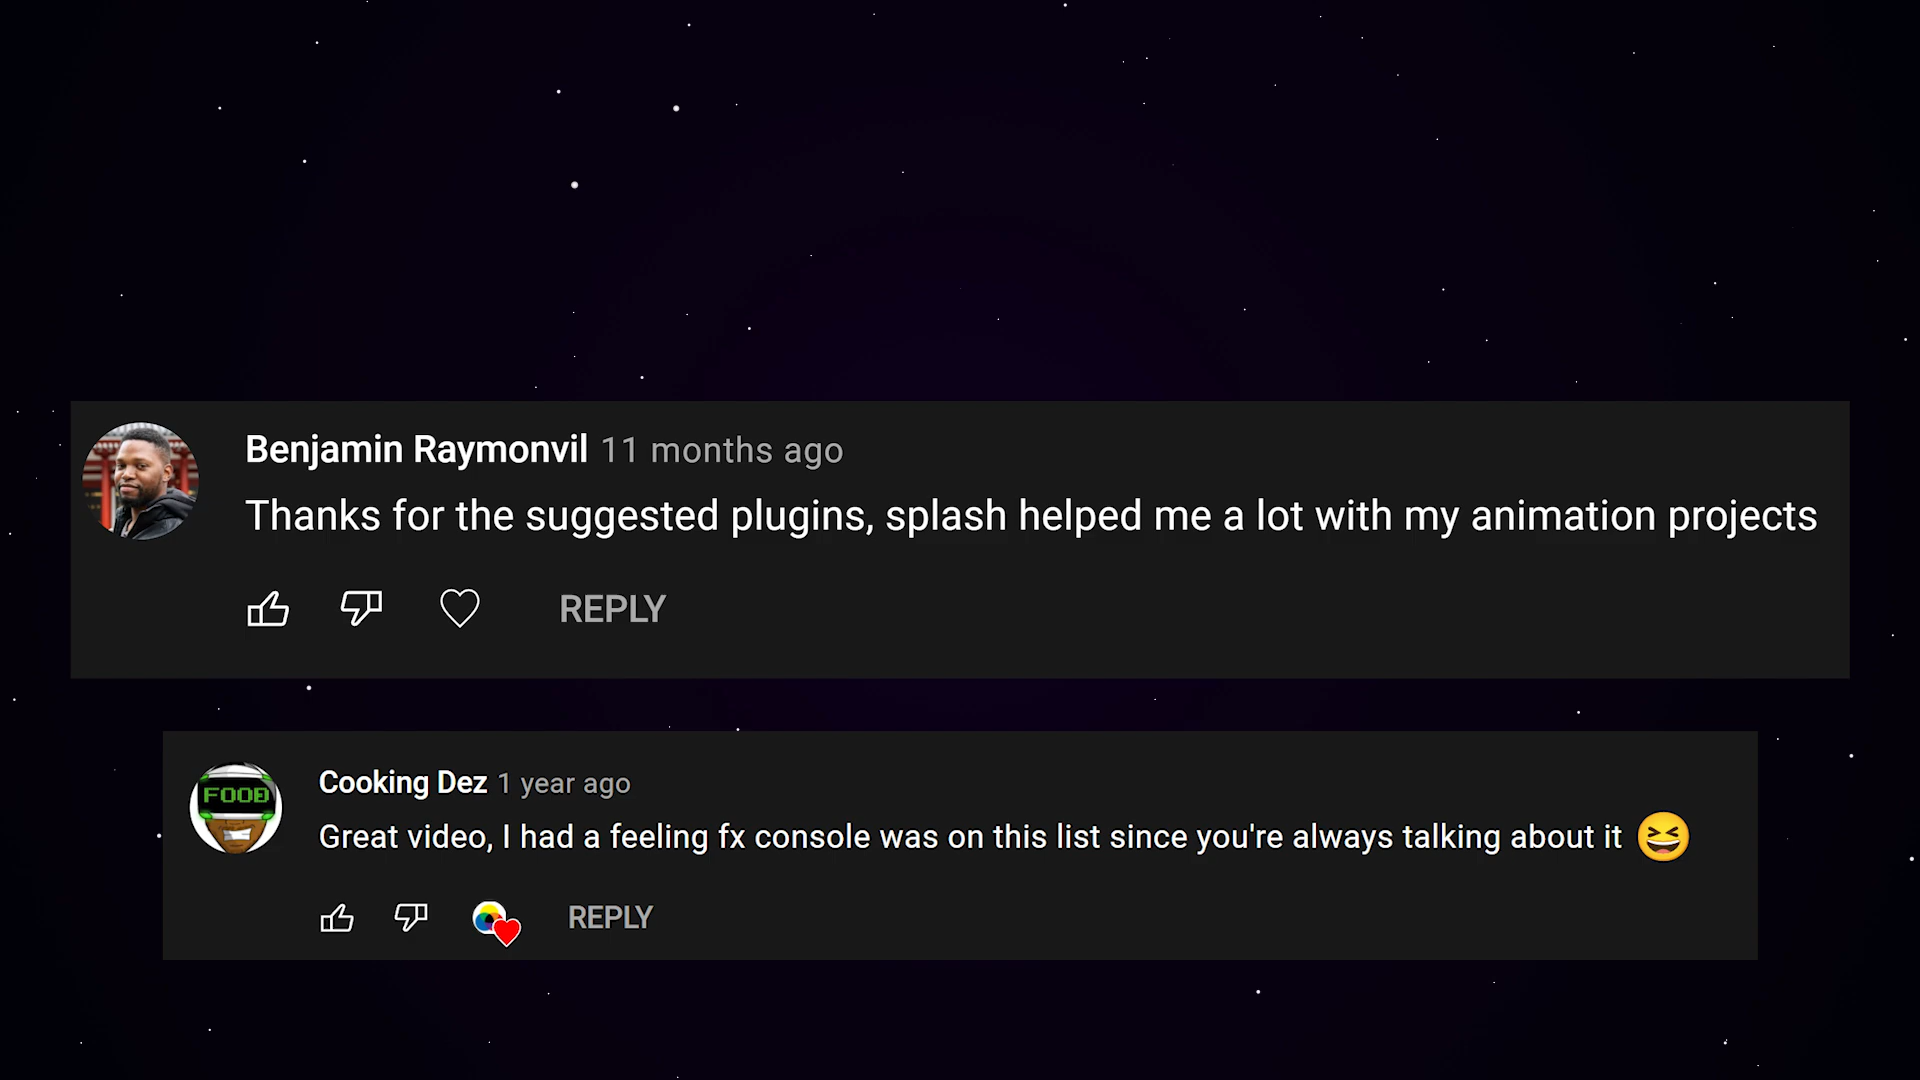 Benjamin Raymonvil 11 months ago
Thanks for the suggested plugins, splash helped me a lot with my animation projects
REPLY
FOOD
Cooking Dez 1 year ago
Great video, I had a feeling fx console was on this list since you're always talking about it 😆
REPLY